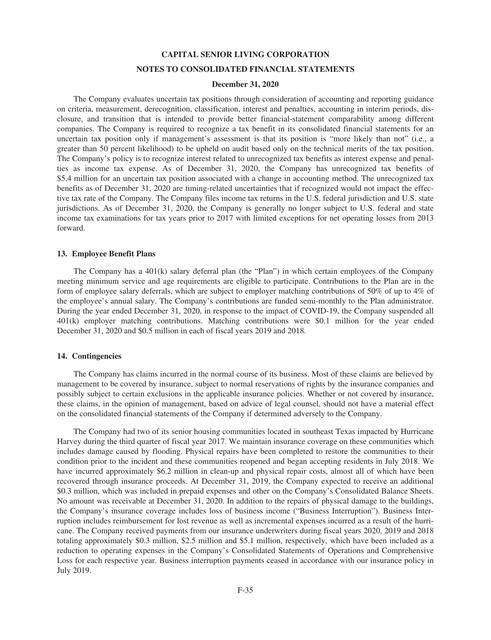 CAPITAL SENIOR LIVING CORPORATION
NOTES TO CONSOLIDATED FINANCIAL STATEMENTS
December 31, 2020
The Company evaluates uncertain tax positions through consideration of accounting and reporting guidance
on criteria, measurement, derecognition, classification, interest and penalties, accounting in interim periods, dis-
closure, and transition that is intended to provide better financial-statement comparability among different
companies. The Company is required to recognize a tax benefit in its consolidated financial statements for an
uncertain tax position only if management's assessment is that its position is "more likely than not" (i.e., a
greater than 50 percent likelihood) to be upheld on audit based only on the technical merits of the tax position.
The Company's policy is to recognize interest related to unrecognized tax benefits as interest expense and penal-
ties as income tax expense. As of December 31, 2020, the Company has unrecognized tax benefits of
$5.4 million for an uncertain tax position associated with a change in accounting method. The unrecognized tax
benefits as of December 31, 2020 are timing-related uncertainties that if recognized would not impact the effec-
tive tax rate of the Company. The Company files income tax returns in the U.S. federal jurisdiction and U.S. state
jurisdictions. As of December 31, 2020, the Company is generally no longer subject to U.S. federal and state
income tax examinations for tax years prior to 2017 with limited exceptions for net operating losses from 2013
forward.
13. Employee Benefit Plans
The Company has a 401(k) salary deferral plan (the "Plan") in which certain employees of the Company
meeting minimum service and age requirements are eligible to participate. Contributions to the Plan are in the
form of employee salary deferrals, which are subject to employer matching contributions of 50% of up to 4% of
the employee's annual salary. The Company's contributions are funded semi-monthly to the Plan administrator.
During the year ended December 31, 2020, in response to the impact of COVID-19, the Company suspended all
401(k) employer matching contributions. Matching contributions were $0.1 million for the year ended
December 31, 2020 and $0.5 million in each of fiscal years 2019 and 2018.
14. Contingencies
The Company has claims incurred in the normal course of its business. Most of these claims are believed by
management to be covered by insurance, subject to normal reservations of rights by the insurance companies and
possibly subject to certain exclusions in the applicable insurance policies. Whether or not covered by insurance,
these claims, in the opinion of management, based on advice of legal counsel, should not have a material effect
on the consolidated financial statements of the Company if determined adversely to the Company.
The Company had two of its senior housing communities located in southeast Texas impacted by Hurricane
Harvey during the third quarter of fiscal year 2017. We maintain insurance coverage on these communities which
includes damage caused by flooding. Physical repairs have been completed to restore the communities to their
condition prior to the incident and these communities reopened and began accepting residents in July 2018. We
have incurred approximately $6.2 million in clean-up and physical repair costs, almost all of which have been
recovered through insurance proceeds. At December 31, 2019, the Company expected to receive an additional
$0.3 million, which was included in prepaid expenses and other on the Company's Consolidated Balance Sheets.
No amount was receivable at December 31, 2020. In addition to the repairs of physical damage to the buildings,
the Company's insurance coverage includes loss of business income ("Business Interruption"). Business Inter-
ruption includes reimbursement for lost revenue as well as incremental expenses incurred as a result of the hurri-
cane. The Company received payments from our insurance underwriters during fiscal years 2020, 2019 and 2018
totaling approximately $0.3 million, $2.5 million and $5.1 million, respectively, which have been included as a
reduction to operating expenses in the Company's Consolidated Statements of Operations and Comprehensive
Loss for each respective year. Business interruption payments ceased in accordance with our insurance policy in
July 2019.
F-35